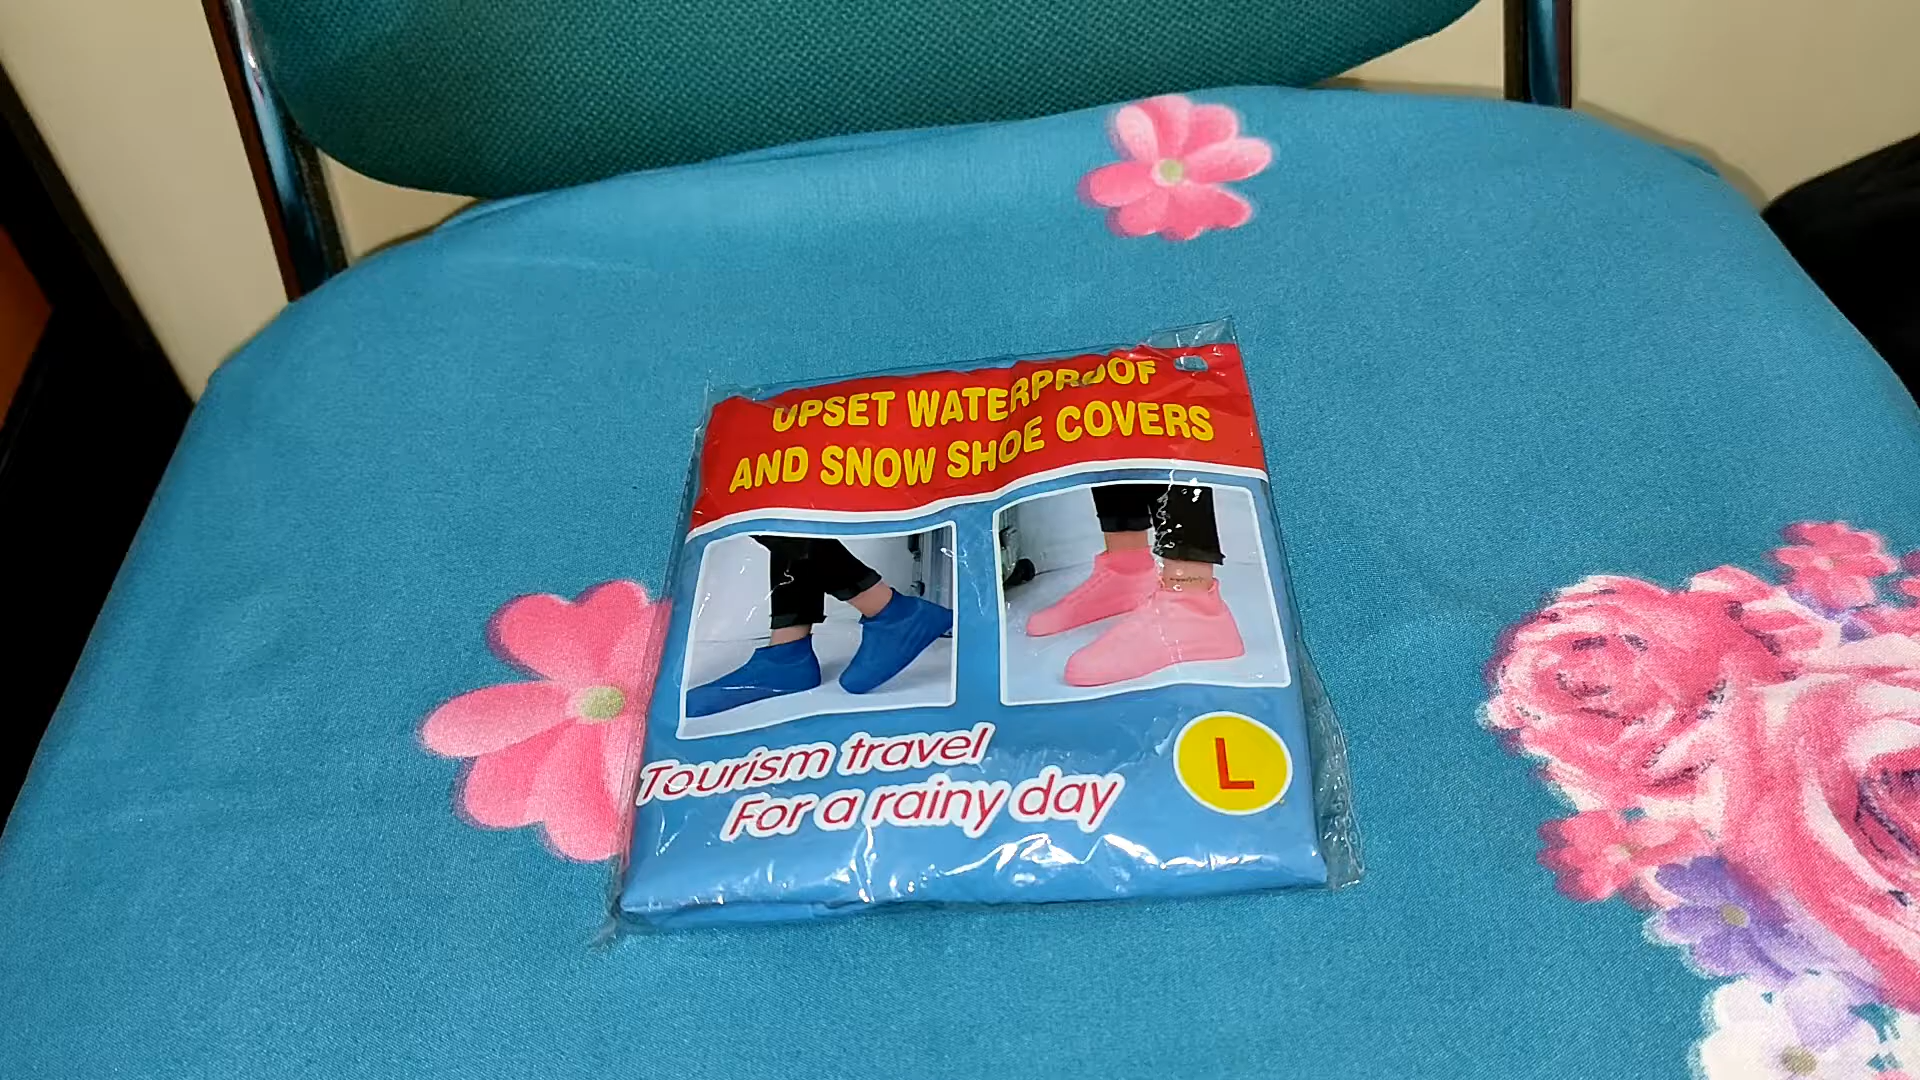 UPSET WATERPROOF
AND SNOW SHOE COVERS
Tourism travel
For a rainy day
L